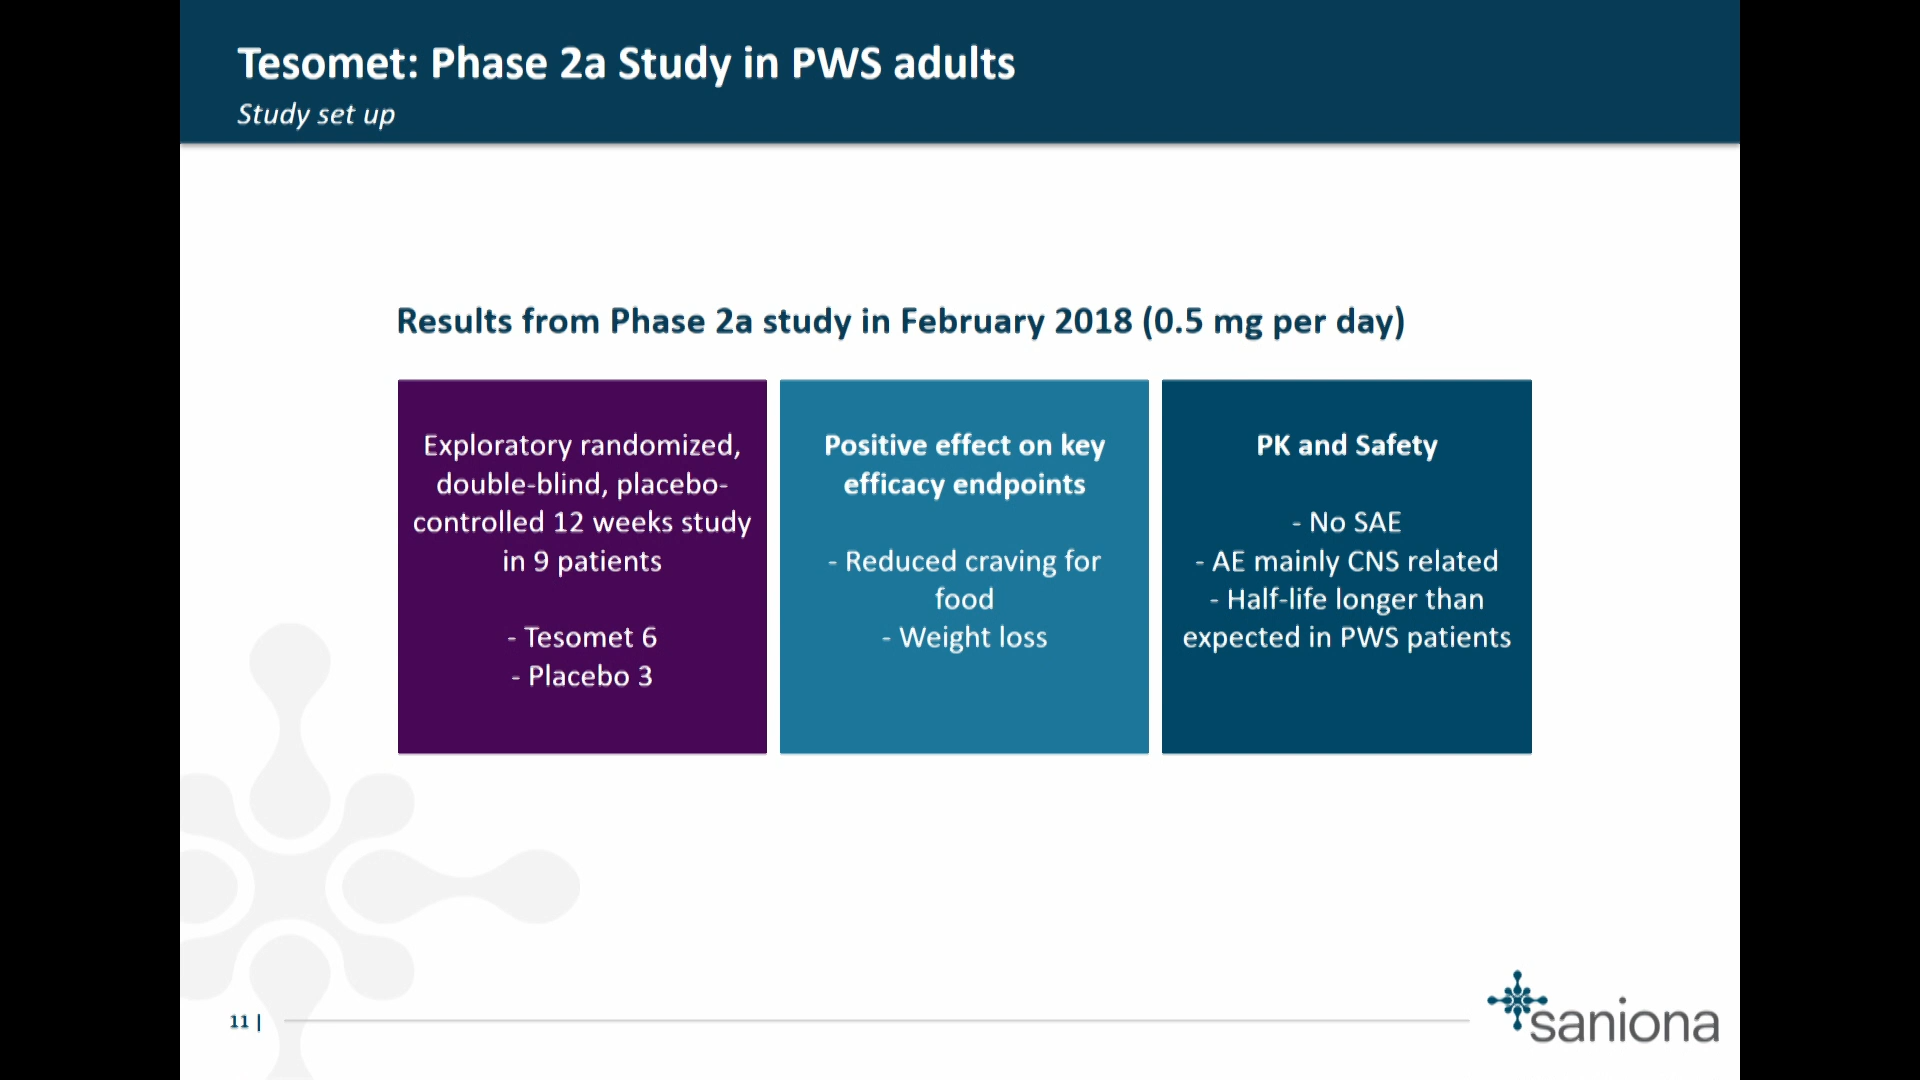 Tesomet: Phase 2a Study in PWS adults
Study set up
Results from Phase 2a study in February 2018 (0.5 mg per day)
Exploratory randomized,
double-blind, placebo-
controlled 12 weeks study
in 9 patients
- Tesomet 6
- Placebo 3
Positive effect on key
efficacy endpoints
- Reduced craving for
food
- Weight loss
PK and Safety
- No SAE
- AE mainly CNS related
- Half-life longer than
expected in PWS patients
11 |
saniona